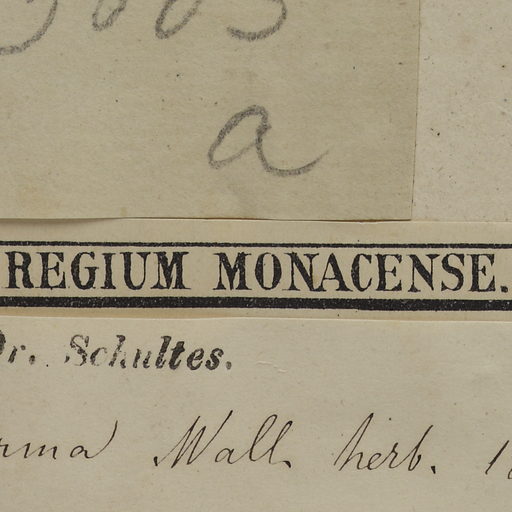 a
REGIUM MONACENSE.
Dr. Schultes.
Wall. herb.